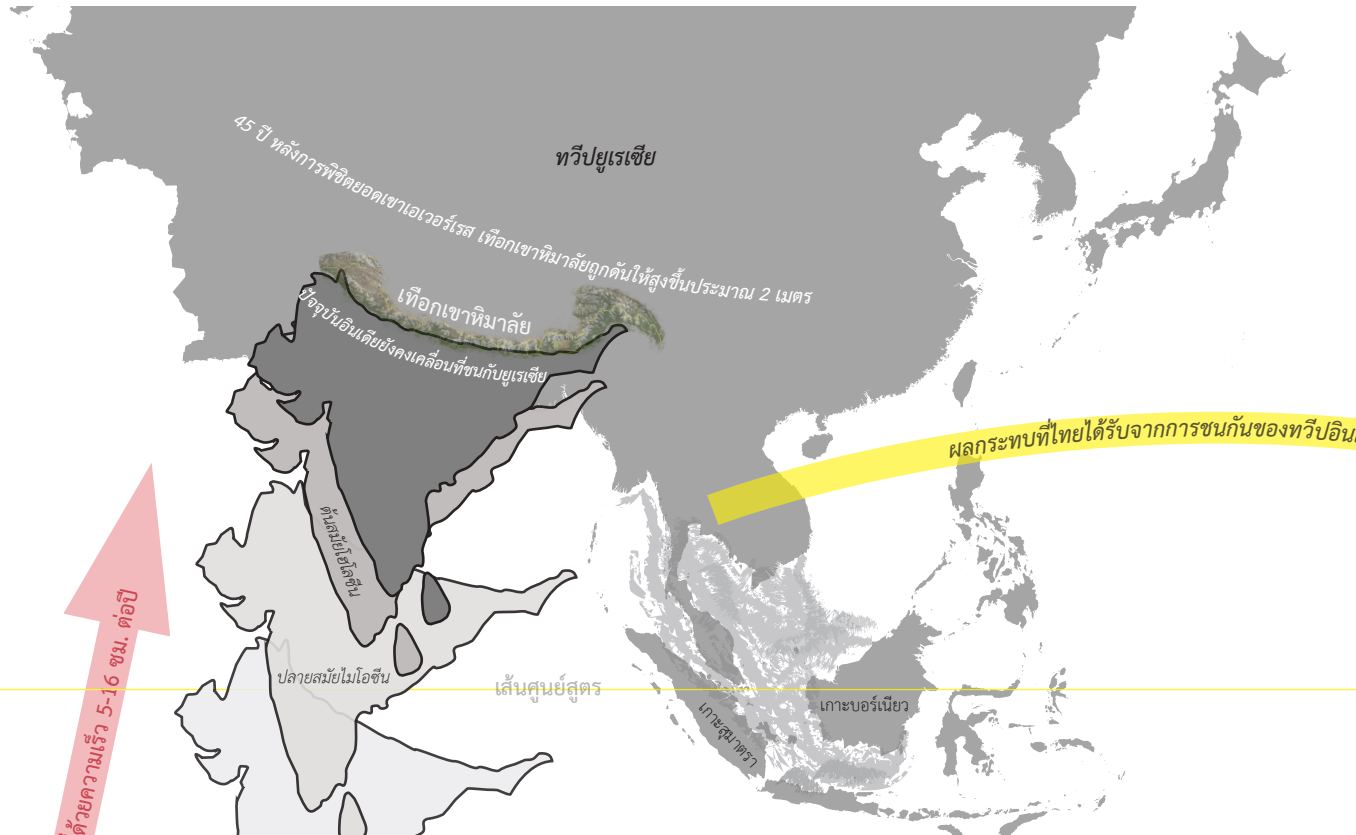 ทวีปยูเรเซีย
45 ปี หลังการพิชิตยอดเขาเอเวอร์เรส เทือกเขาหิมาลัยถูกดันให้สูงขึ้นประมาณ 2 เมตร
เทือกเขาหิมาลัย
ปัจจุบันอินเดียยังคงเคลื่อนที่ชนกับยูเรเซีย
ผลกระทบที่ไทยได้รับจากการชนกันของทวีปอินเ
ต้นสมัยโฮโลซีน
ด้วยความเร็ว 5-16 ซม. ต่อปี
ปลายสมัยไมโอซีน
เส้นศูนย์สูตร
เกาะสุมาตรา
เกาะบอร์เนียว